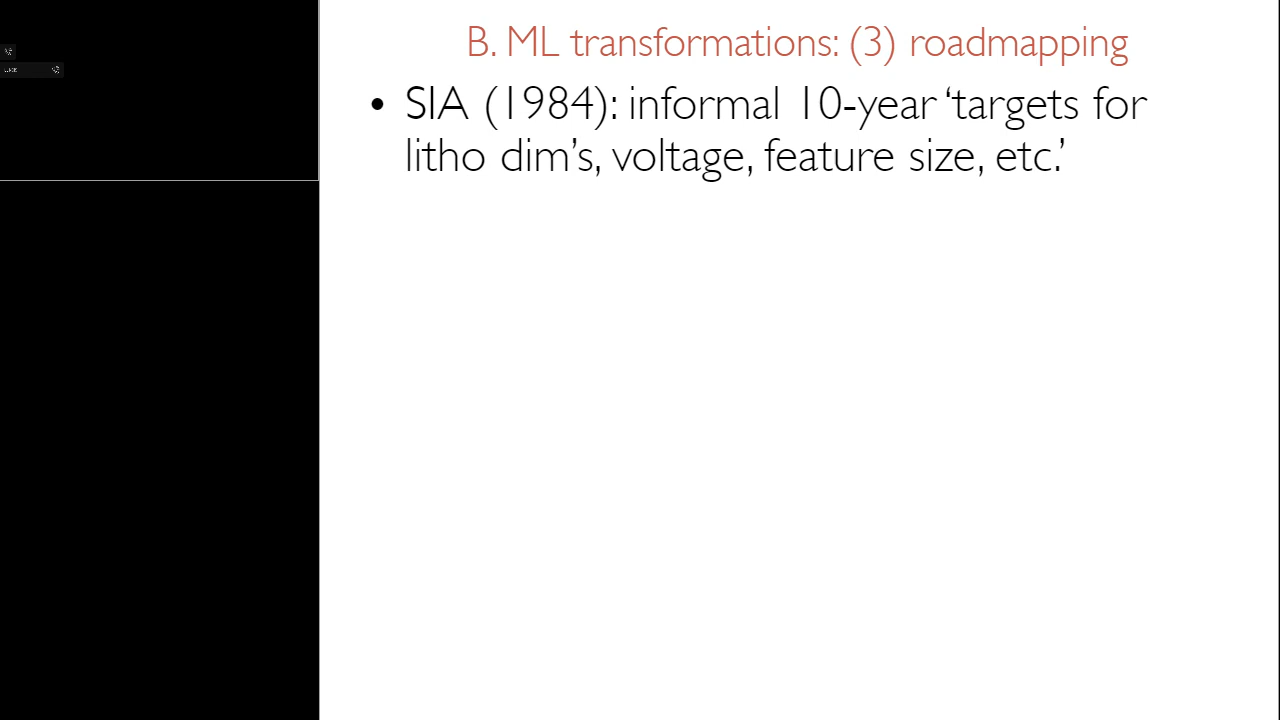 B. ML transformations: (3) roadmapping
• SIA (1984): informal 10-year ‘targets for
litho dim’s, voltage, feature size, etc.’